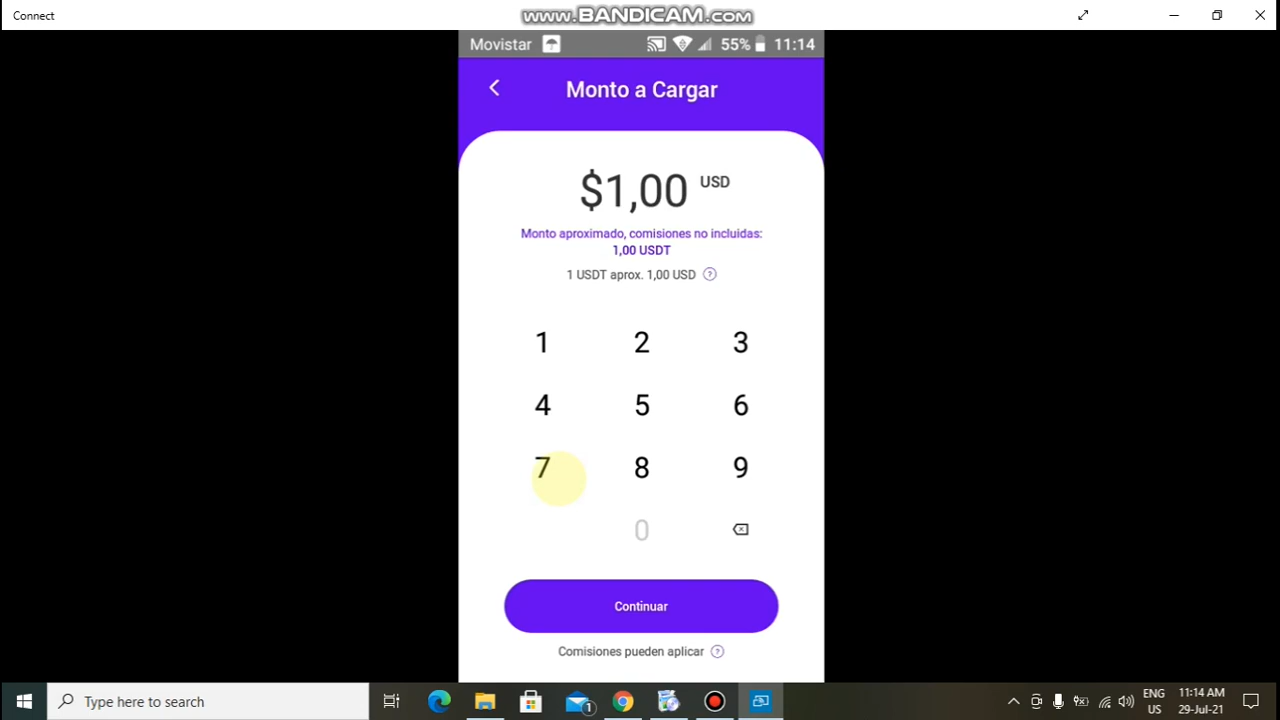 Connect
www.BANDICAM.com
Movistar 55% 11:14
Monto a Cargar
$1,00 USD
Monto aproximado, comisiones no incluidas:
1,00 USDT
1 USDT aprox. 1,00 USD ?
1 2 3
4 5 6
7 8 9
0
Continuar
Comisiones pueden aplicar ?
Type here to search
1
ENG
US
11:14 AM
29-Jul-21